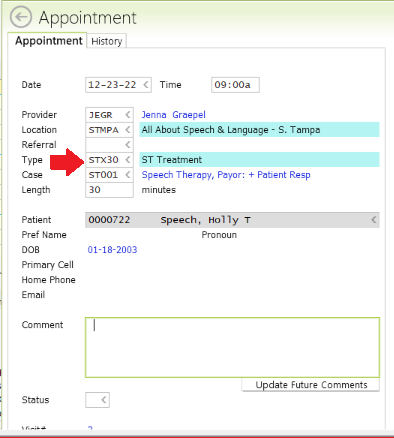 Appointment
Appointment History
Date 12-23-22 < Time 09:00a
Provider JEGR < Jenna Graepel
Location STMPA < All About Speech & Language - S. Tampa
Referral <
Type STX30 < ST Treatment
Case ST001 < Speech Therapy, Payor: + Patient Resp
Length 30 minutes
Patient 0000722 Speech, Holly T <
Pref Name Pronoun
DOB 01-18-2003
Primary Cell
Home Phone
Email
Comment
Update Future Comments
Status <